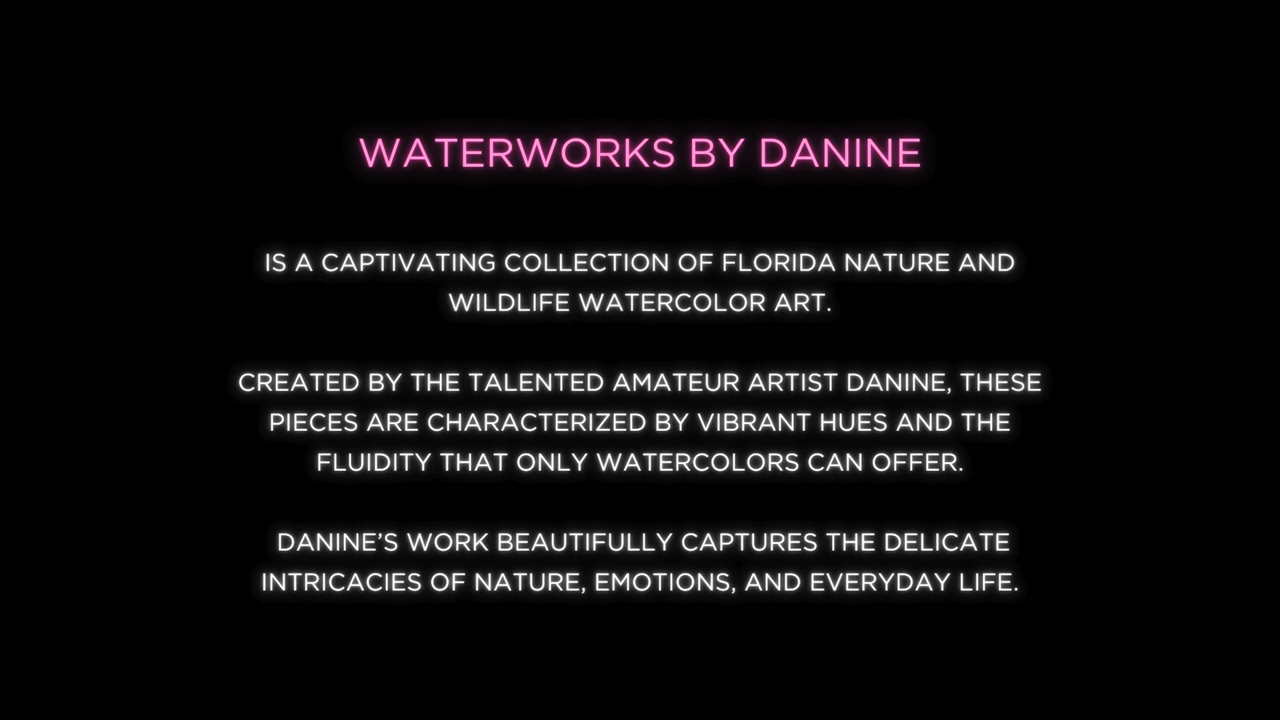 WATERWORKS BY DANINE
IS A CAPTIVATING COLLECTION OF FLORIDA NATURE AND
WILDLIFE WATERCOLOR ART.
CREATED BY THE TALENTED AMATEUR ARTIST DANINE, THESE
PIECES ARE CHARACTERIZED BY VIBRANT HUES AND THE
FLUIDITY THAT ONLY WATERCOLORS CAN OFFER.
DANINE’S WORK BEAUTIFULLY CAPTURES THE DELICATE
INTRICACIES OF NATURE, EMOTIONS, AND EVERYDAY LIFE.